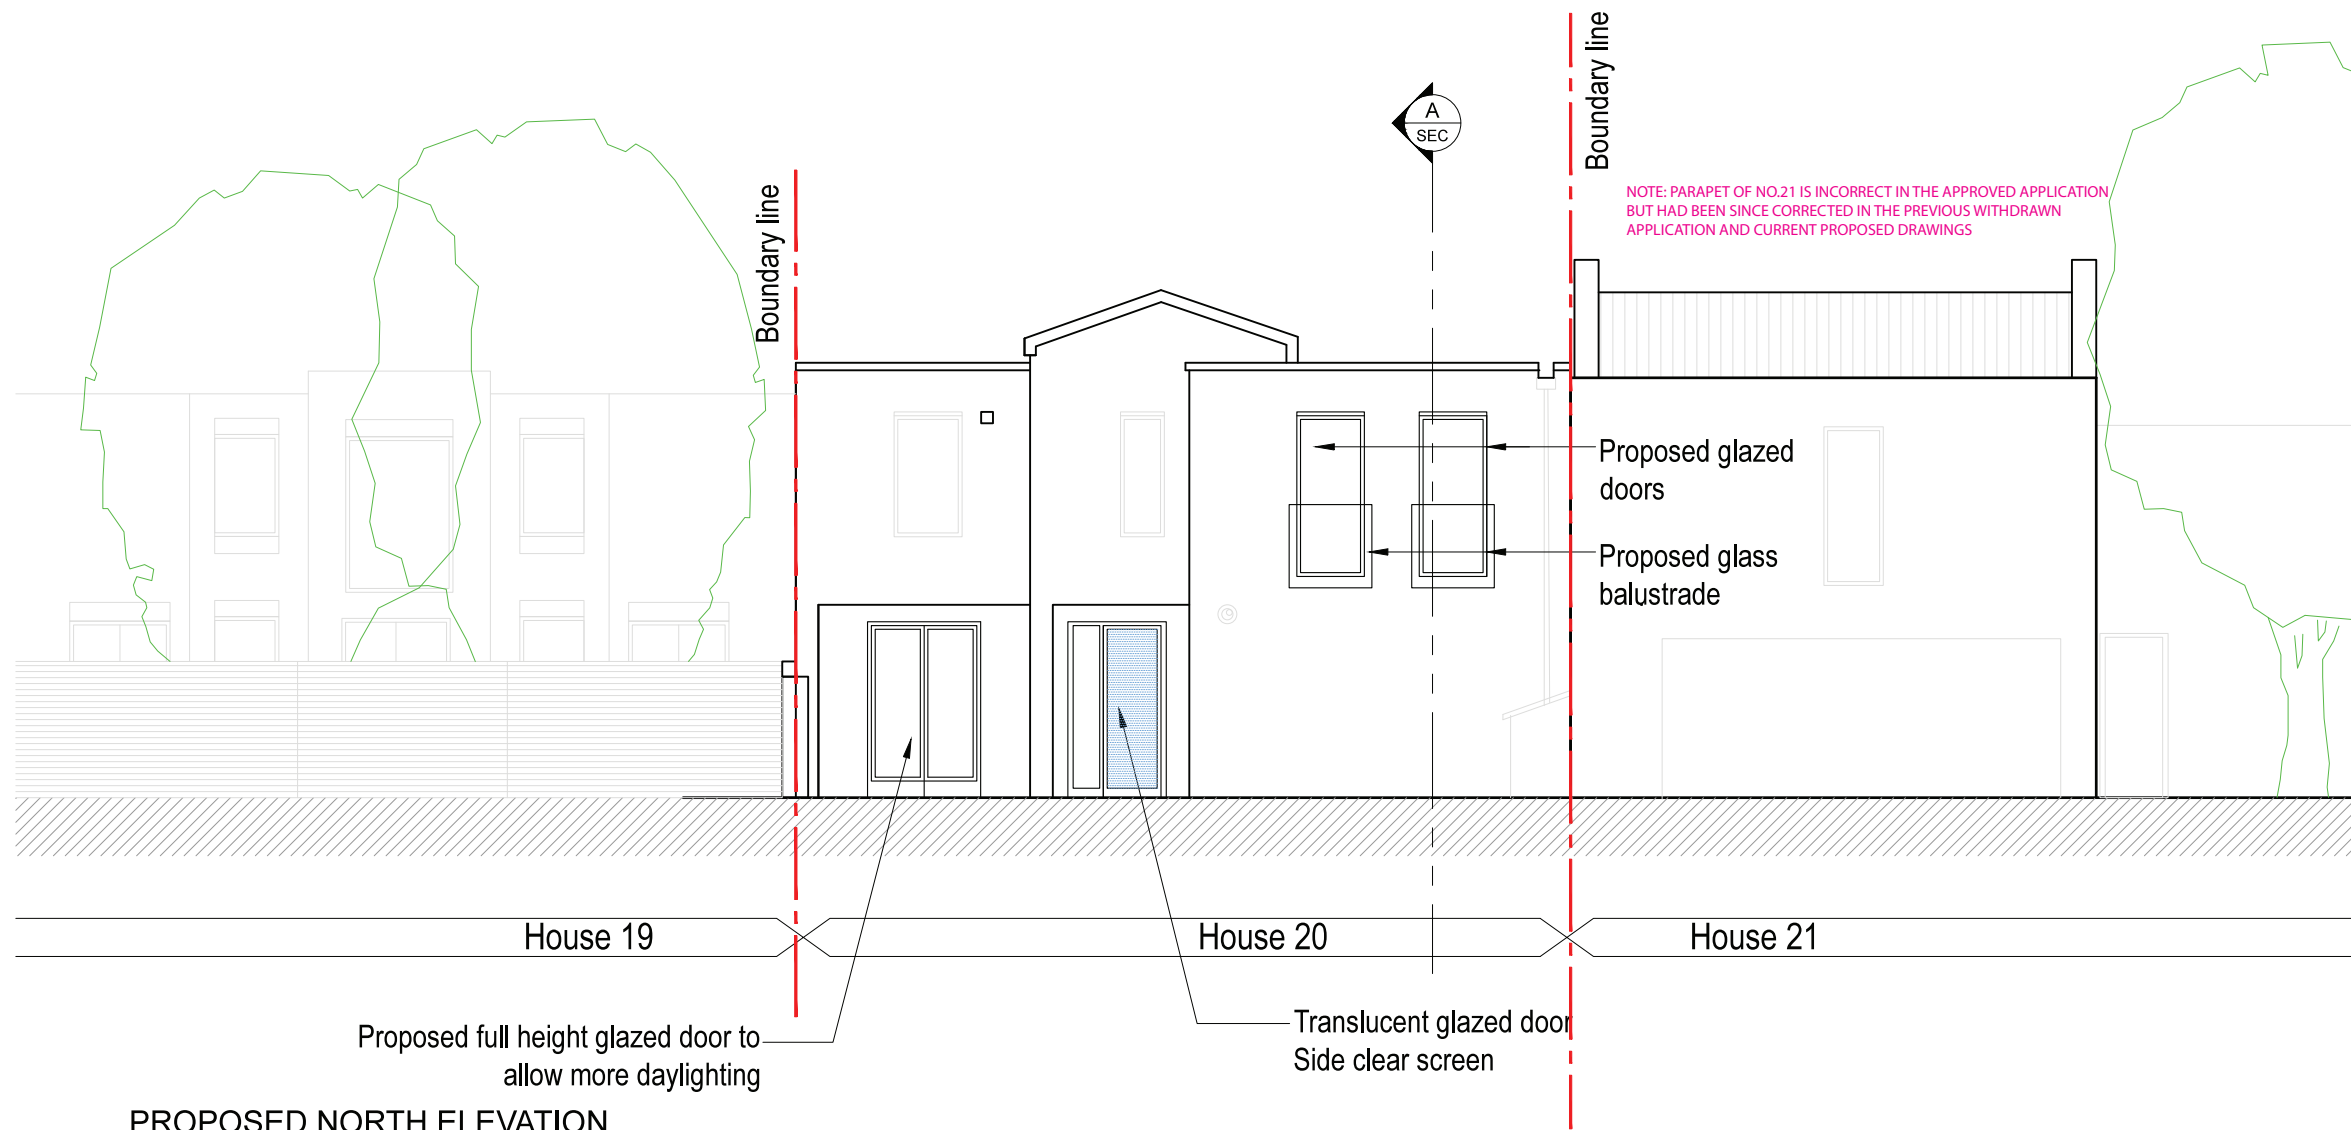 Boundary line
Boundary line
A
SEC
NOTE: PARAPET OF NO.21 IS INCORRECT IN THE APPROVED APPLICATION
BUT HAD BEEN SINCE CORRECTED IN THE PREVIOUS WITHDRAWN
APPLICATION AND CURRENT PROPOSED DRAWINGS
Proposed glazed
doors
Proposed glass
balustrade
House 19
House 20
House 21
Proposed full height glazed door to
allow more daylighting
Translucent glazed door
Side clear screen
PROPOSED NORTH ELEVATION